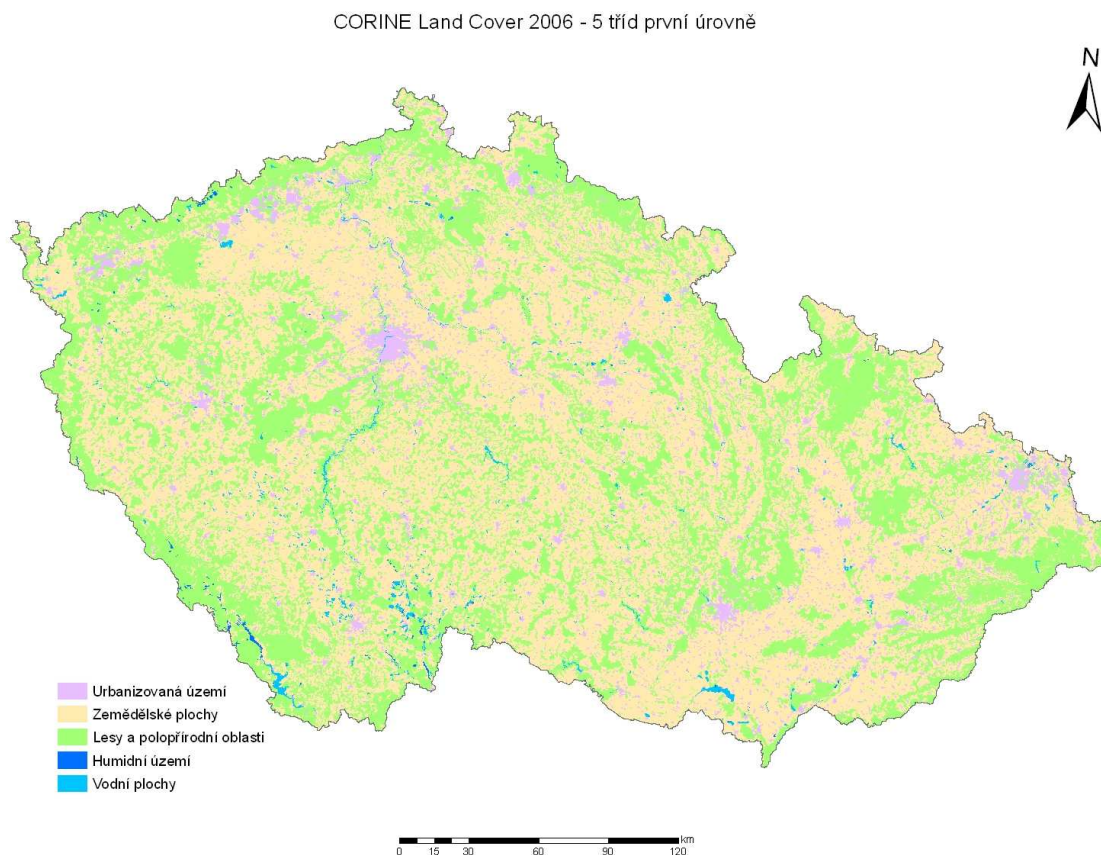 CORINE Land Cover 2006 - 5 tříd první úrovně
N
Urbanizovaná území
Zemědělské plochy
Lesy a polopřírodní oblasti
Humidní území
Vodní plochy
km
0 15 30 60 90 120